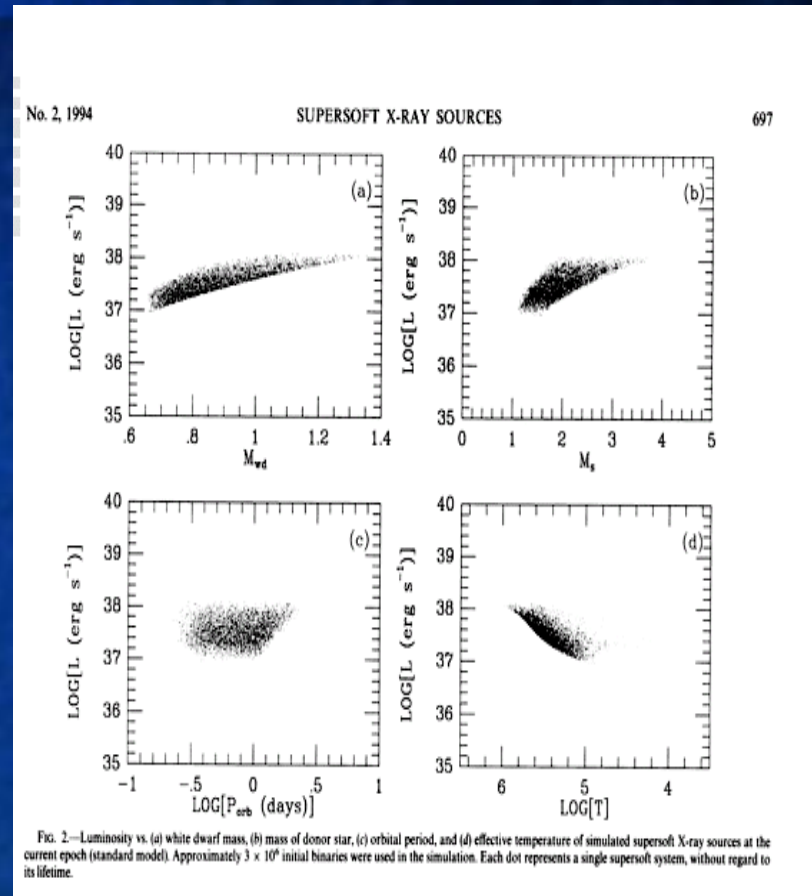 No. 2, 1994 SUPERSOFT X-RAY SOURCES 697
40
39
38
37
36
35
LOG[L (erg s⁻¹)]
(a)
.6 .8 1 1.2 1.4
M_wd
40
39
38
37
36
35
LOG[L (erg s⁻¹)]
(b)
0 1 2 3 4 5
M_s
40
39
38
37
36
35
LOG[L (erg s⁻¹)]
(c)
-1 -.5 0 .5 1
LOG[P_orb (days)]
40
39
38
37
36
35
LOG[L (erg s⁻¹)]
(d)
6 5 4
LOG[T]
FIG. 2.—Luminosity vs. (a) white dwarf mass, (b) mass of donor star, (c) orbital period, and (d) effective temperature of simulated supersoft X-ray sources at the
current epoch (standard model). Approximately 3 × 10⁶ initial binaries were used in the simulation. Each dot represents a single supersoft system, without regard to
its lifetime.